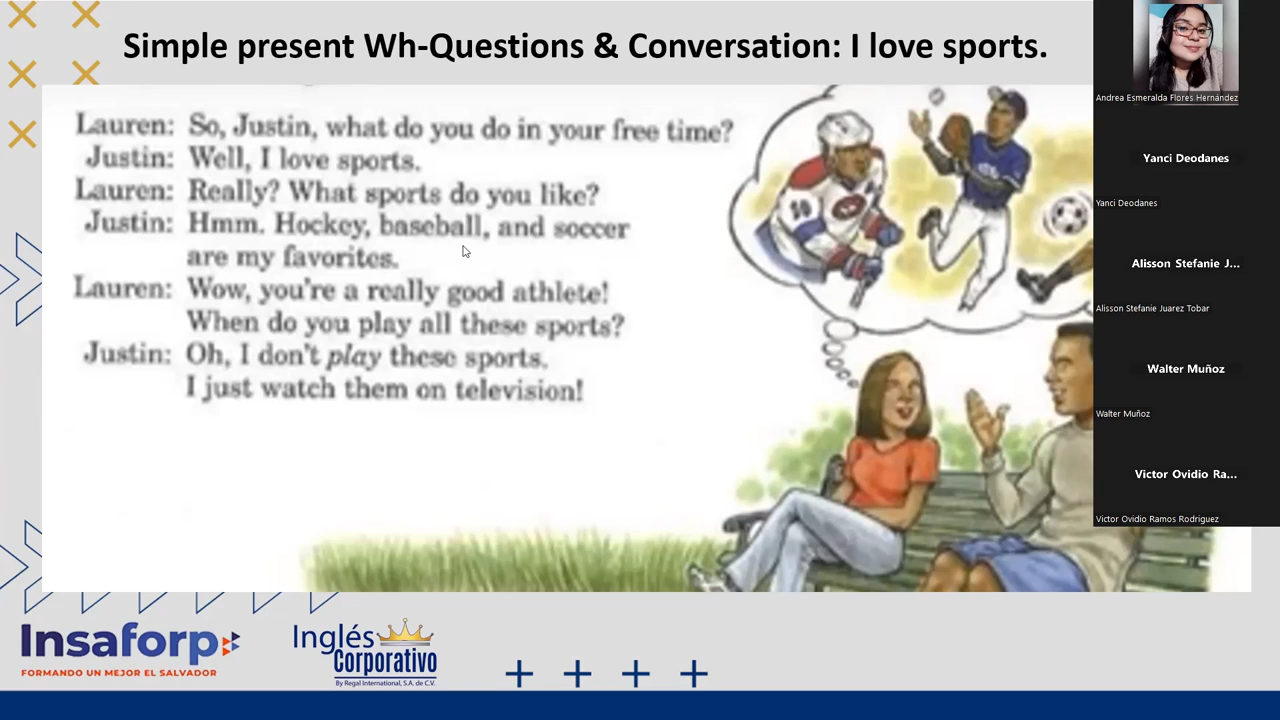 Simple present Wh-Questions & Conversation: I love sports.
Lauren: So, Justin, what do you do in your free time?
Justin: Well, I love sports.
Lauren: Really? What sports do you like?
Justin: Hmm. Hockey, baseball, and soccer
are my favorites.
Lauren: Wow, you're a really good athlete!
When do you play all these sports?
Justin: Oh, I don't play these sports.
I just watch them on television!
10
Andrea Esmeralda Flores Hernández
Yanci Deodanes
Yanci Deodanes
Alisson Stefanie J...
Alisson Stefanie Juarez Tobar
Walter Muñoz
Walter Muñoz
Victor Ovidio Ra...
Victor Ovidio Ramos Rodriguez
Insaforp
FORMANDO UN MEJOR EL SALVADOR
Inglés
Corporativo
By Regal International, S.A. de C.V.